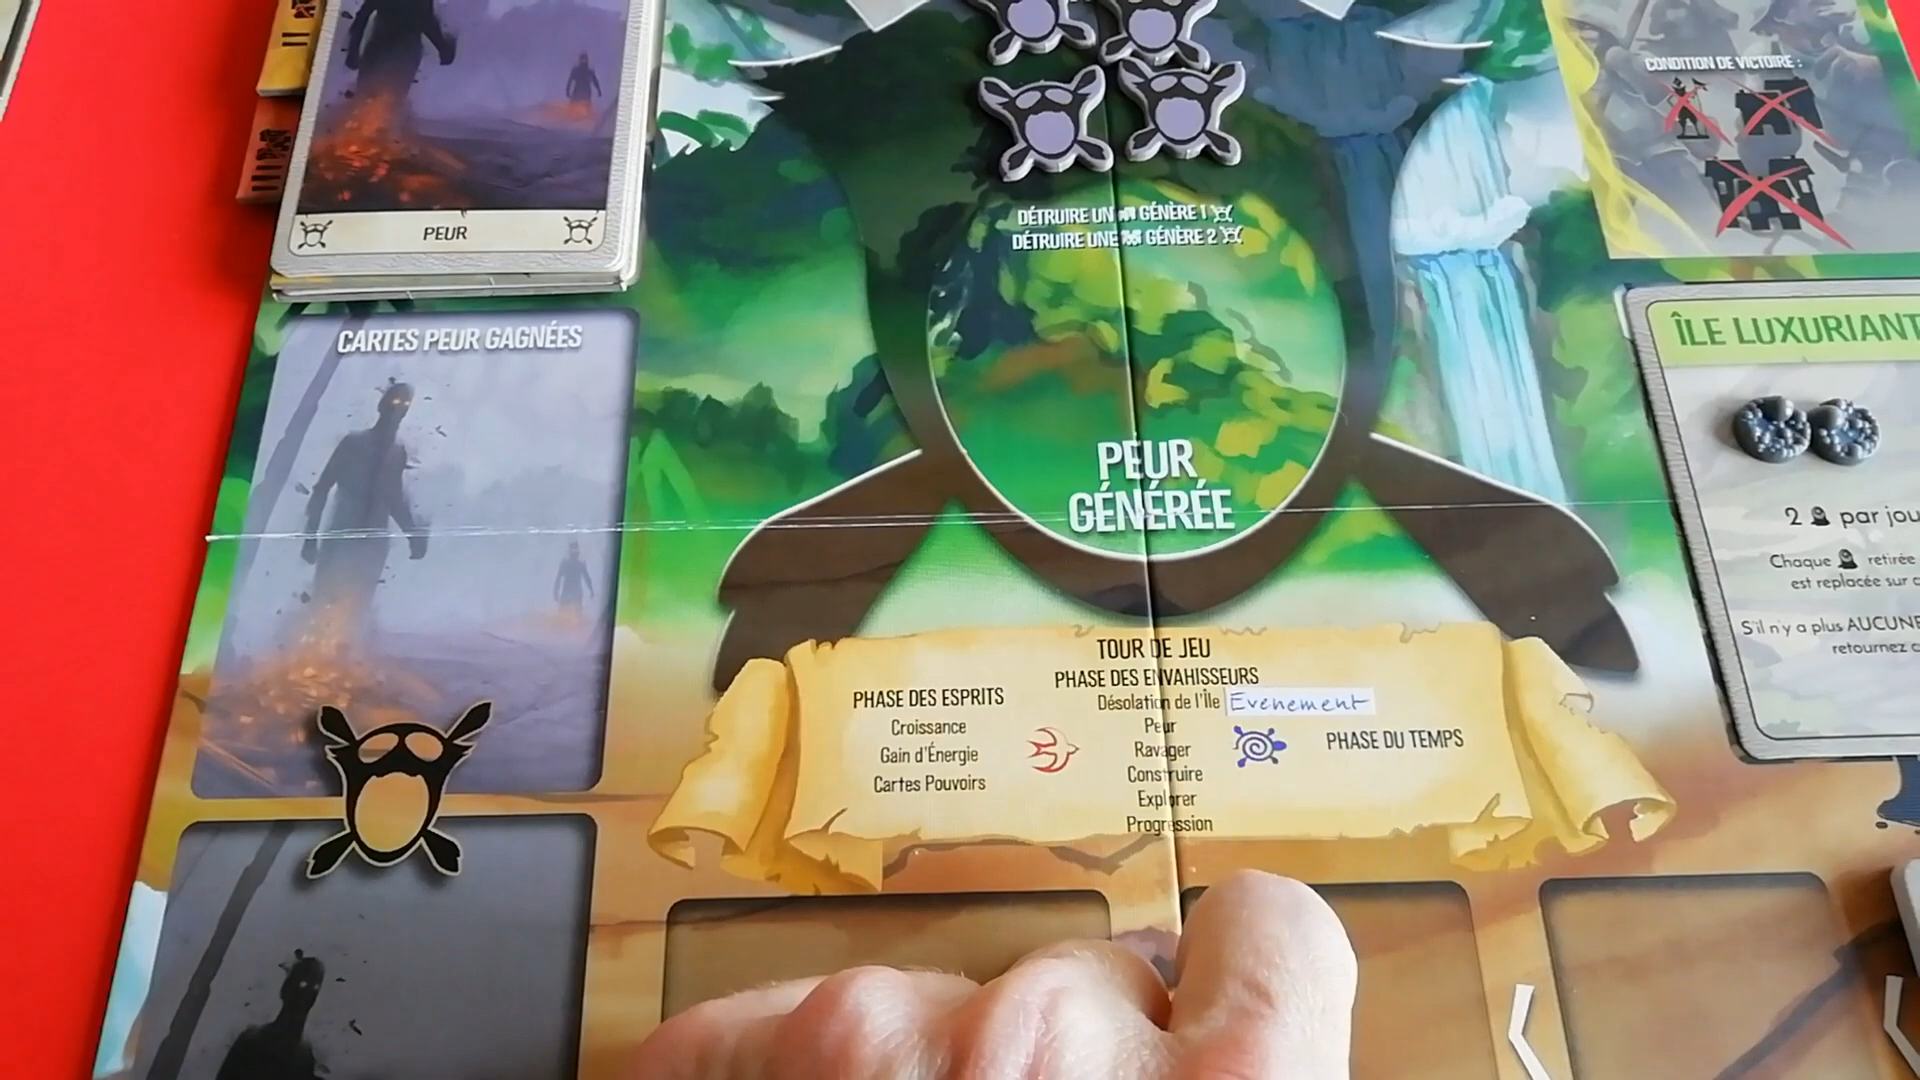 CONDITION DE VICTOIRE :
PEUR
DÉTRUIRE UN GÉNÈRE 1
DÉTRUIRE UNE GÉNÈRE 2
CARTES PEUR GAGNÉES
PEUR
GÉNÉRÉE
ÎLE LUXURIANT
2 par jou
Chaque retirée
est replacée sur
S'il n'y a plus AUCUNE
retournez
TOUR DE JEU
PHASE DES ESPRITS
Croissance
Gain d'Énergie
Cartes Pouvoirs
PHASE DES ENVAHISSEURS
Désolation de l'Île Evenement
Peur
Ravager
Construire
Explorer
Progression
PHASE DU TEMPS